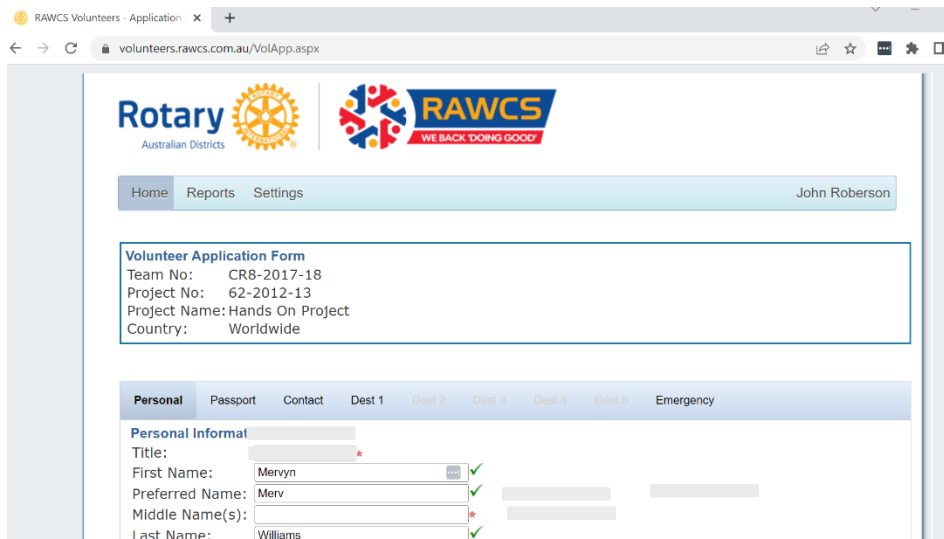 RAWCS Volunteers - Application
volunteers.rawcs.com.au/VolApp.aspx
Rotary
Australian Districts
RAWCS
WE BACK 'DOING GOOD'
Home Reports Settings John Roberson
Volunteer Application Form
Team No: CR8-2017-18
Project No: 62-2012-13
Project Name: Hands On Project
Country: Worldwide
Personal Passport Contact Dest 1 Dest 2 Dest 3 Dest 4 Dest 5 Emergency
Personal Informat
Title: *
First Name: Mervyn
Preferred Name: Merv
Middle Name(s): *
Last Name: Williams